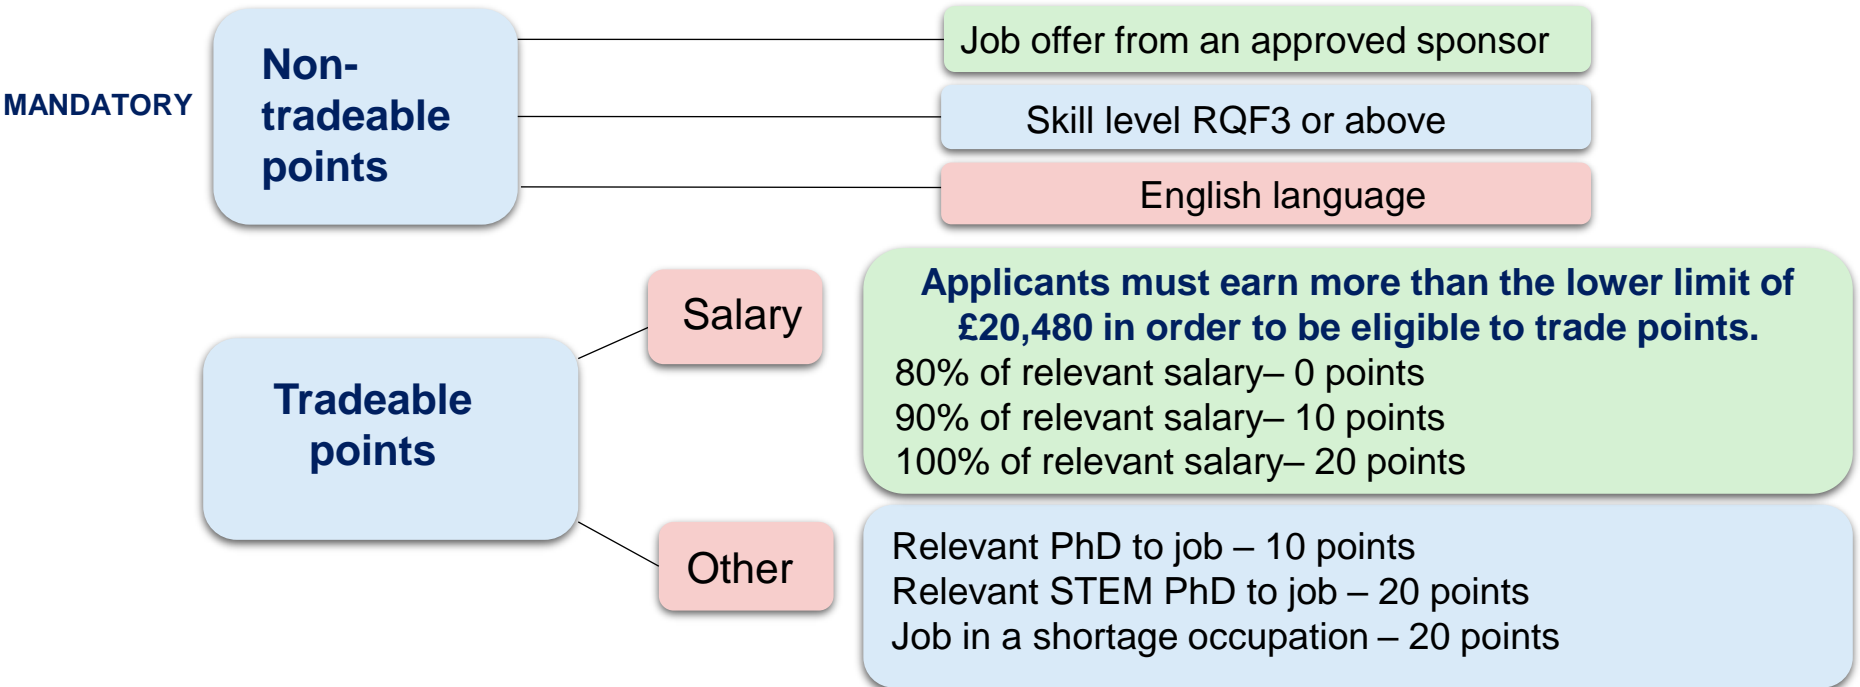 MANDATORY
Non-
tradeable
points
Job offer from an approved sponsor
Skill level RQF3 or above
English language
Tradeable
points
Salary
Applicants must earn more than the lower limit of
£20,480 in order to be eligible to trade points.
80% of relevant salary– 0 points
90% of relevant salary– 10 points
100% of relevant salary– 20 points
Other
Relevant PhD to job – 10 points
Relevant STEM PhD to job – 20 points
Job in a shortage occupation – 20 points